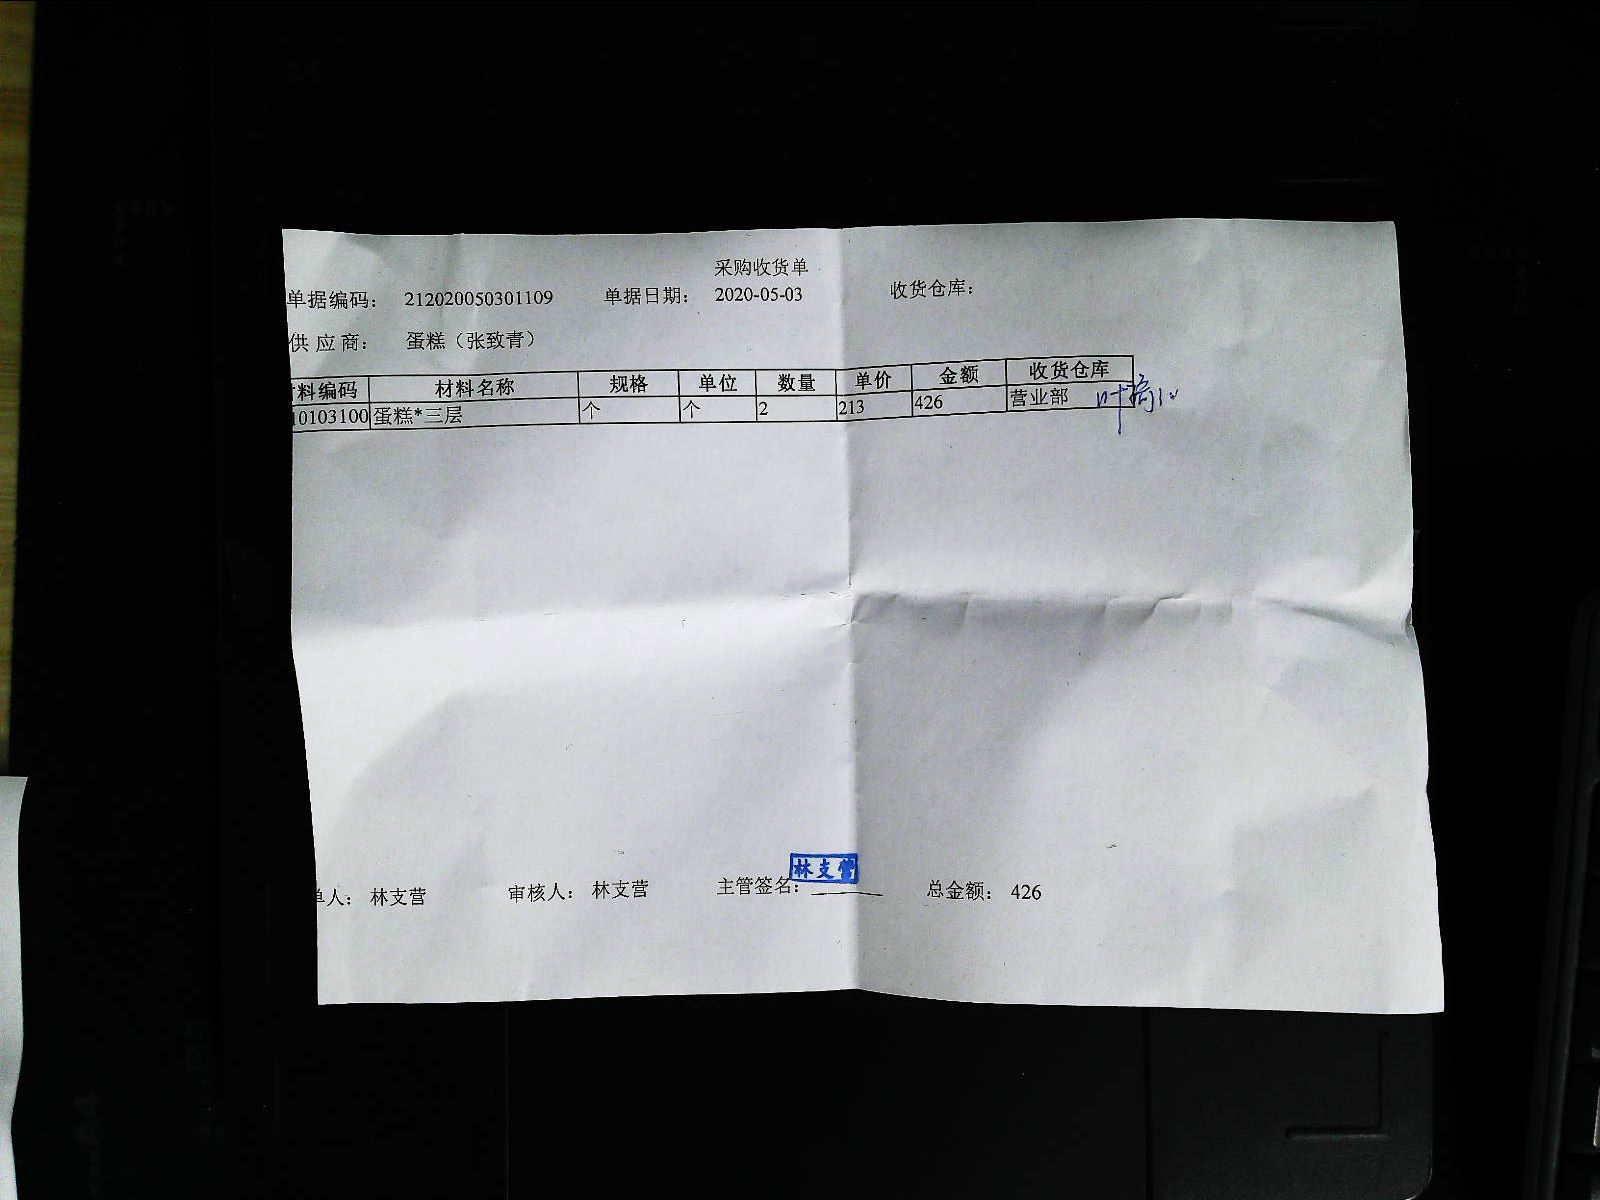 采购收货单
单据编码： 212020050301109 单据日期： 2020-05-03 收货仓库：
供应商： 蛋糕（张致青）
料编码 材料名称 规格 单位 数量 单价 金额 收货仓库
10103100 蛋糕*三层 个 个 2 213 426 营业部
林支营
单人： 林支营 审核人： 林支营 主管签名： 总金额： 426